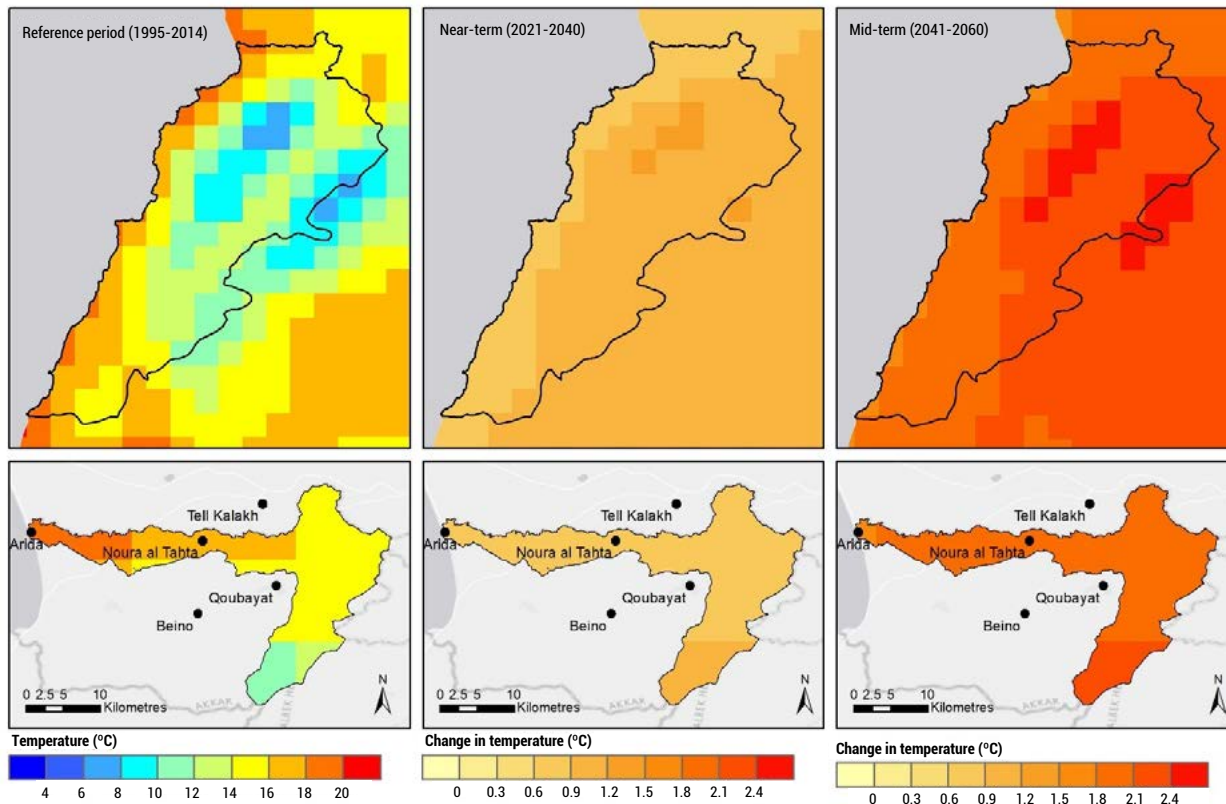 Reference period (1995-2014)
Near-term (2021-2040)
Mid-term (2041-2060)
Tell Kalakh
Arida
Noura al Tahta
Qoubayat
Beino
0 2.5 5 10
Kilometres
N
AKKAR
Tell Kalakh
Arida
Noura al Tahta
Qoubayat
Beino
0 2.5 5 10
Kilometres
N
AKKAR
Tell Kalakh
Arida
Noura al Tahta
Qoubayat
Beino
0 2.5 5 10
Kilometres
N
AKKAR
Temperature (ºC)
4 6 8 10 12 14 16 18 20
Change in temperature (ºC)
0 0.3 0.6 0.9 1.2 1.5 1.8 2.1 2.4
Change in temperature (ºC)
0 0.3 0.6 0.9 1.2 1.5 1.8 2.1 2.4